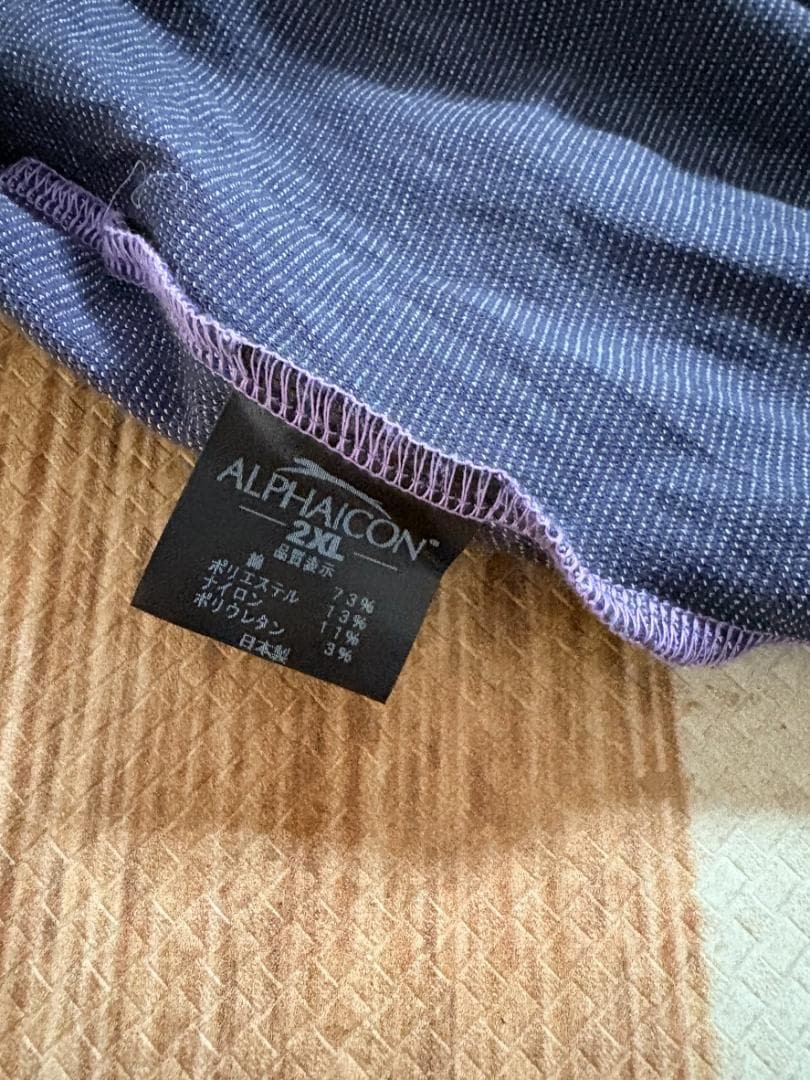 ALPHAICON™
2XL
品質表示
綿 73%
ポリエステル 13%
ナイロン 11%
ポリウレタン 3%
日本製